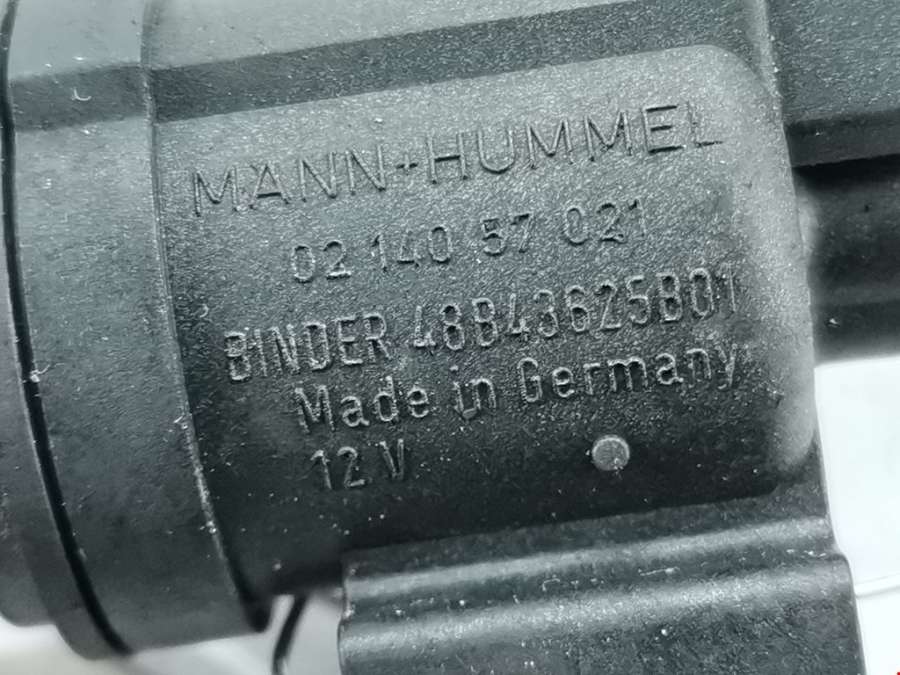 MANN+HUMMEL
02 140 57 021
BINDER 48B43625B01
Made in Germany
12 V